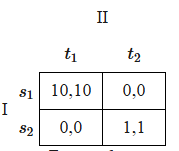 II
t₁ t₂
I s₁ 10,10 0,0
s₂ 0,0 1,1